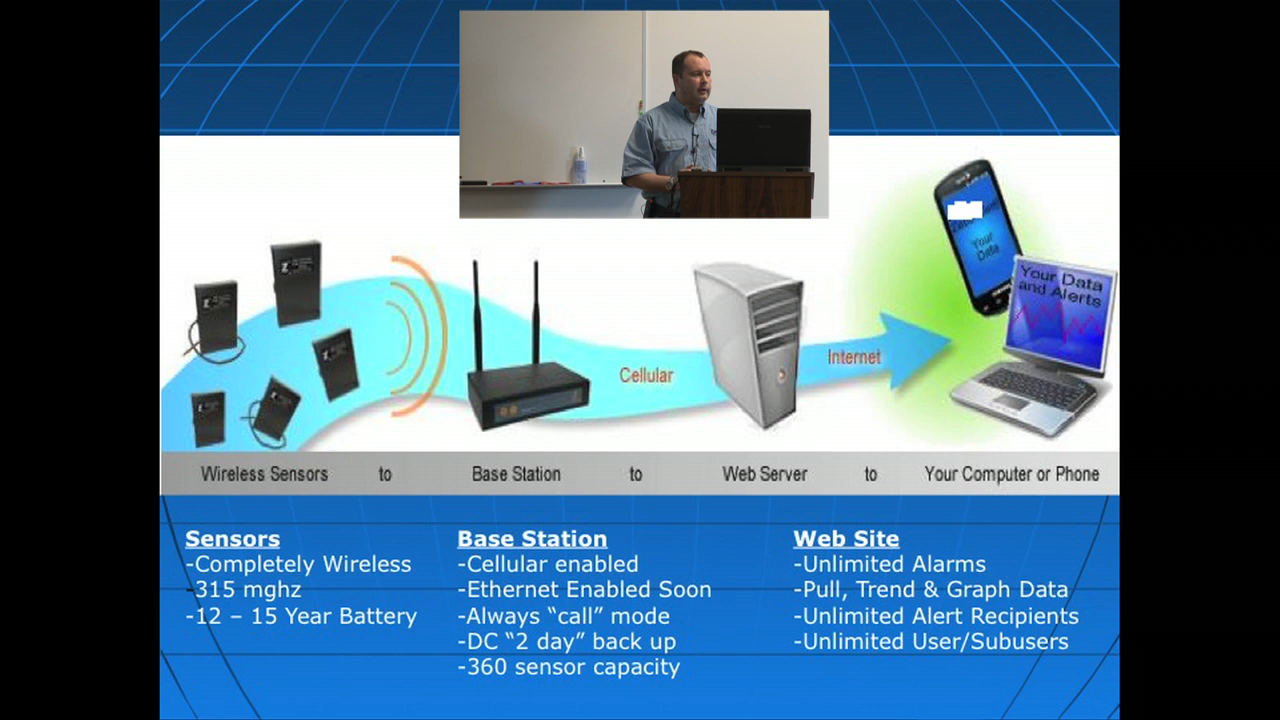 Your
Data
Your Data
and Alerts
Cellular
Internet
Wireless Sensors to Base Station to Web Server to Your Computer or Phone
Sensors
-Completely Wireless
-315 mghz
-12 – 15 Year Battery
Base Station
-Cellular enabled
-Ethernet Enabled Soon
-Always “call” mode
-DC “2 day” back up
-360 sensor capacity
Web Site
-Unlimited Alarms
-Pull, Trend & Graph Data
-Unlimited Alert Recipients
-Unlimited User/Subusers